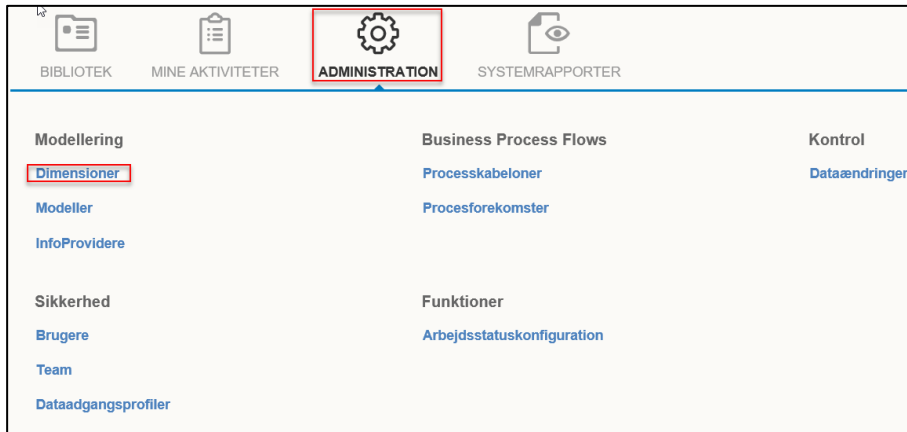 BIBLIOTEK
MINE AKTIVITETER
ADMINISTRATION
SYSTEMRAPPORTER
Modellering
Dimensioner
Modeller
InfoProvidere
Business Process Flows
Processkabeloner
Procesforekomster
Kontrol
Dataændringer
Sikkerhed
Brugere
Team
Dataadgangsprofiler
Funktioner
Arbejdsstatuskonfiguration